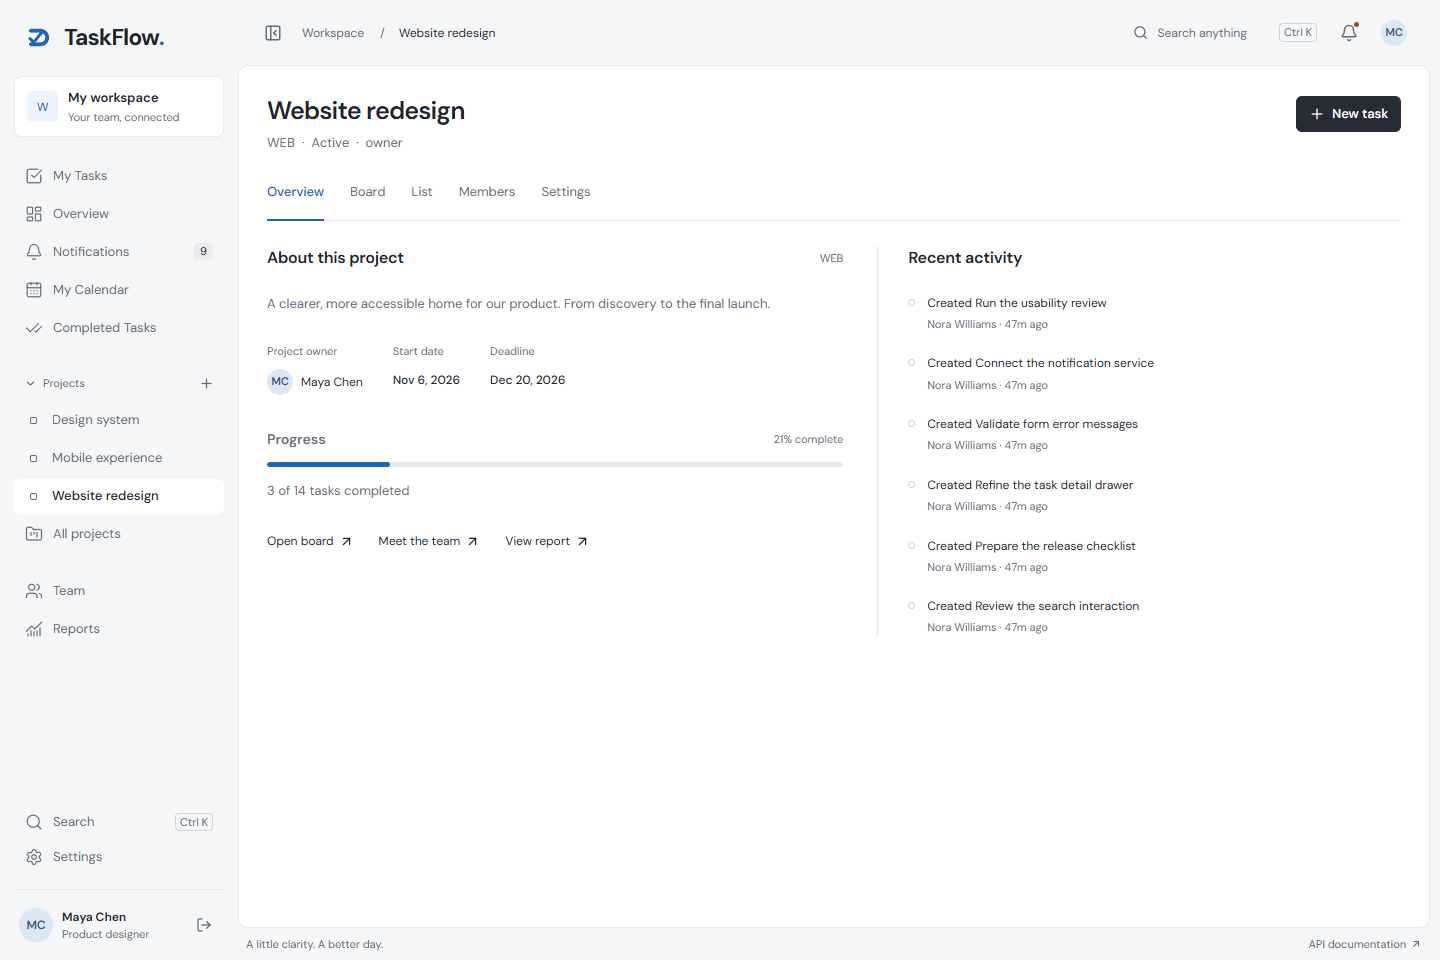 TaskFlow.
W
My workspace
Your team, connected
My Tasks
Overview
Notifications 9
My Calendar
Completed Tasks
Projects
Design system
Mobile experience
Website redesign
All projects
Team
Reports
Search Ctrl K
Settings
MC
Maya Chen
Product designer
Workspace / Website redesign
Search anything Ctrl K MC
Website redesign
WEB · Active · owner
New task
Overview Board List Members Settings
About this project WEB
A clearer, more accessible home for our product. From discovery to the final launch.
Project owner Start date Deadline
MC Maya Chen Nov 6, 2026 Dec 20, 2026
Progress 21% complete
3 of 14 tasks completed
Open board Meet the team View report
Recent activity
Created Run the usability review
Nora Williams · 47m ago
Created Connect the notification service
Nora Williams · 47m ago
Created Validate form error messages
Nora Williams · 47m ago
Created Refine the task detail drawer
Nora Williams · 47m ago
Created Prepare the release checklist
Nora Williams · 47m ago
Created Review the search interaction
Nora Williams · 47m ago
A little clarity. A better day.
API documentation